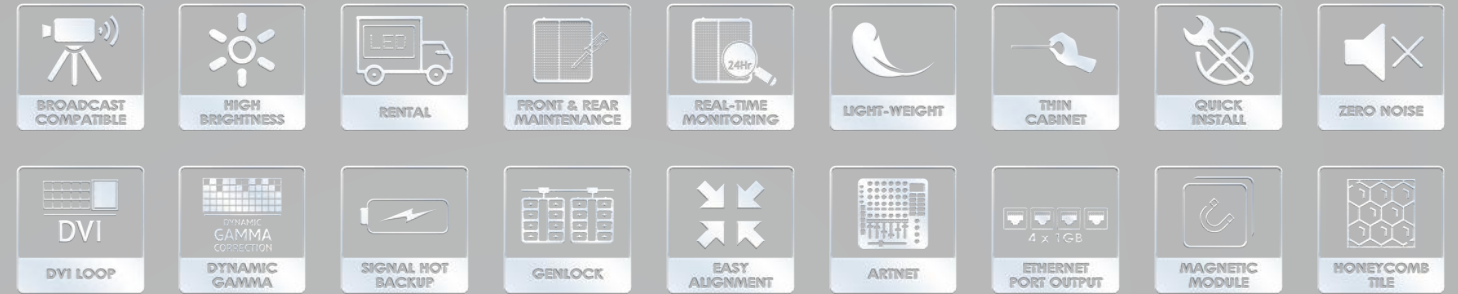 BROADCAST
COMPATIBLE
HIGH
BRIGHTNESS
LED
RENTAL
FRONT & REAR
MAINTENANCE
24Hr
REAL-TIME
MONITORING
LIGHT-WEIGHT
THIN
CABINET
QUICK
INSTALL
ZERO NOISE
DVI
DVI LOOP
DYNAMIC
GAMMA
CORRECTION
DYNAMIC
GAMMA
SIGNAL HOT
BACKUP
GENLOCK
EASY
ALIGNMENT
ARTNET
4 x 1GB
ETHERNET
PORT OUTPUT
MAGNETIC
MODULE
HONEYCOMB
TILE